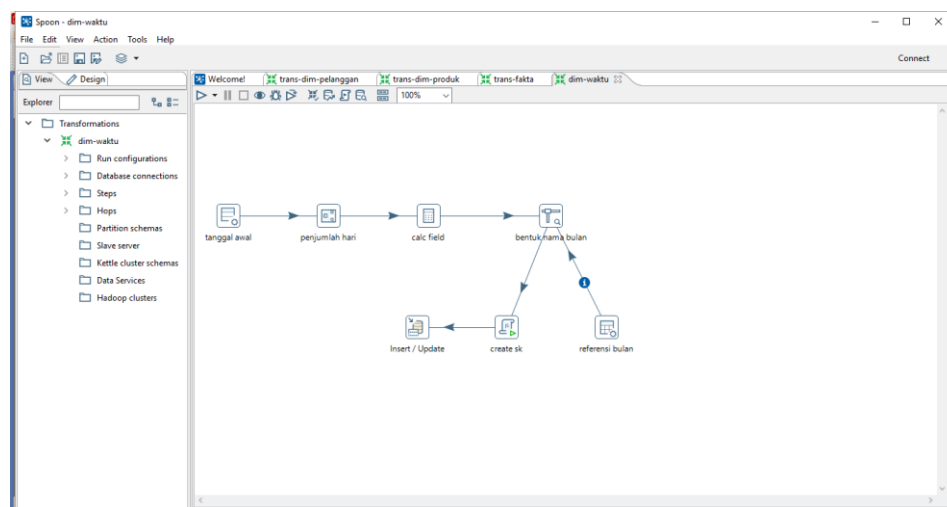 Spoon - dim-waktu
File Edit View Action Tools Help
Connect
View Design
Welcome! trans-dim-pelanggan trans-dim-produk trans-fakta dim-waktu
Explorer
100%
Transformations
dim-waktu
Run configurations
Database connections
Steps
Hops
Partition schemas
Slave server
Kettle cluster schemas
Data Services
Hadoop clusters
tanggal awal penjumlah hari calc field bentuk nama bulan
Insert / Update create sk referensi bulan